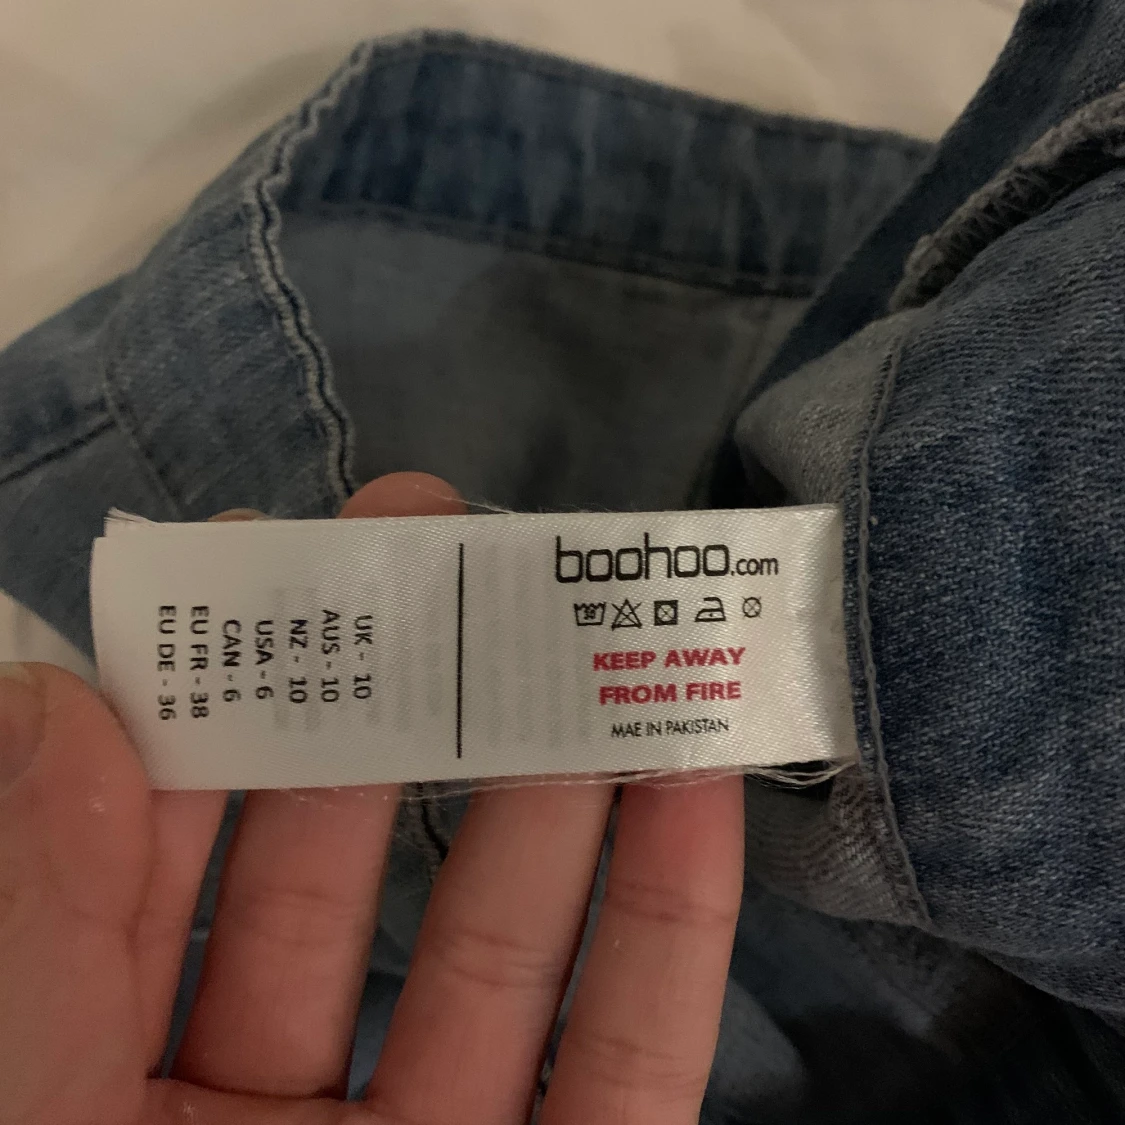 boohoo.com
30
KEEP AWAY
FROM FIRE
MAE IN PAKISTAN
UK - 10
AUS - 10
NZ - 10
USA - 6
CAN - 6
EU FR - 38
EU DE - 36